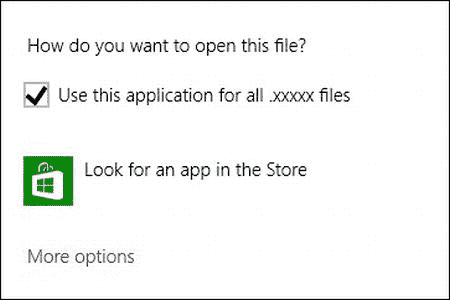 How do you want to open this file?
Use this application for all .xxxxx files
Look for an app in the Store
More options